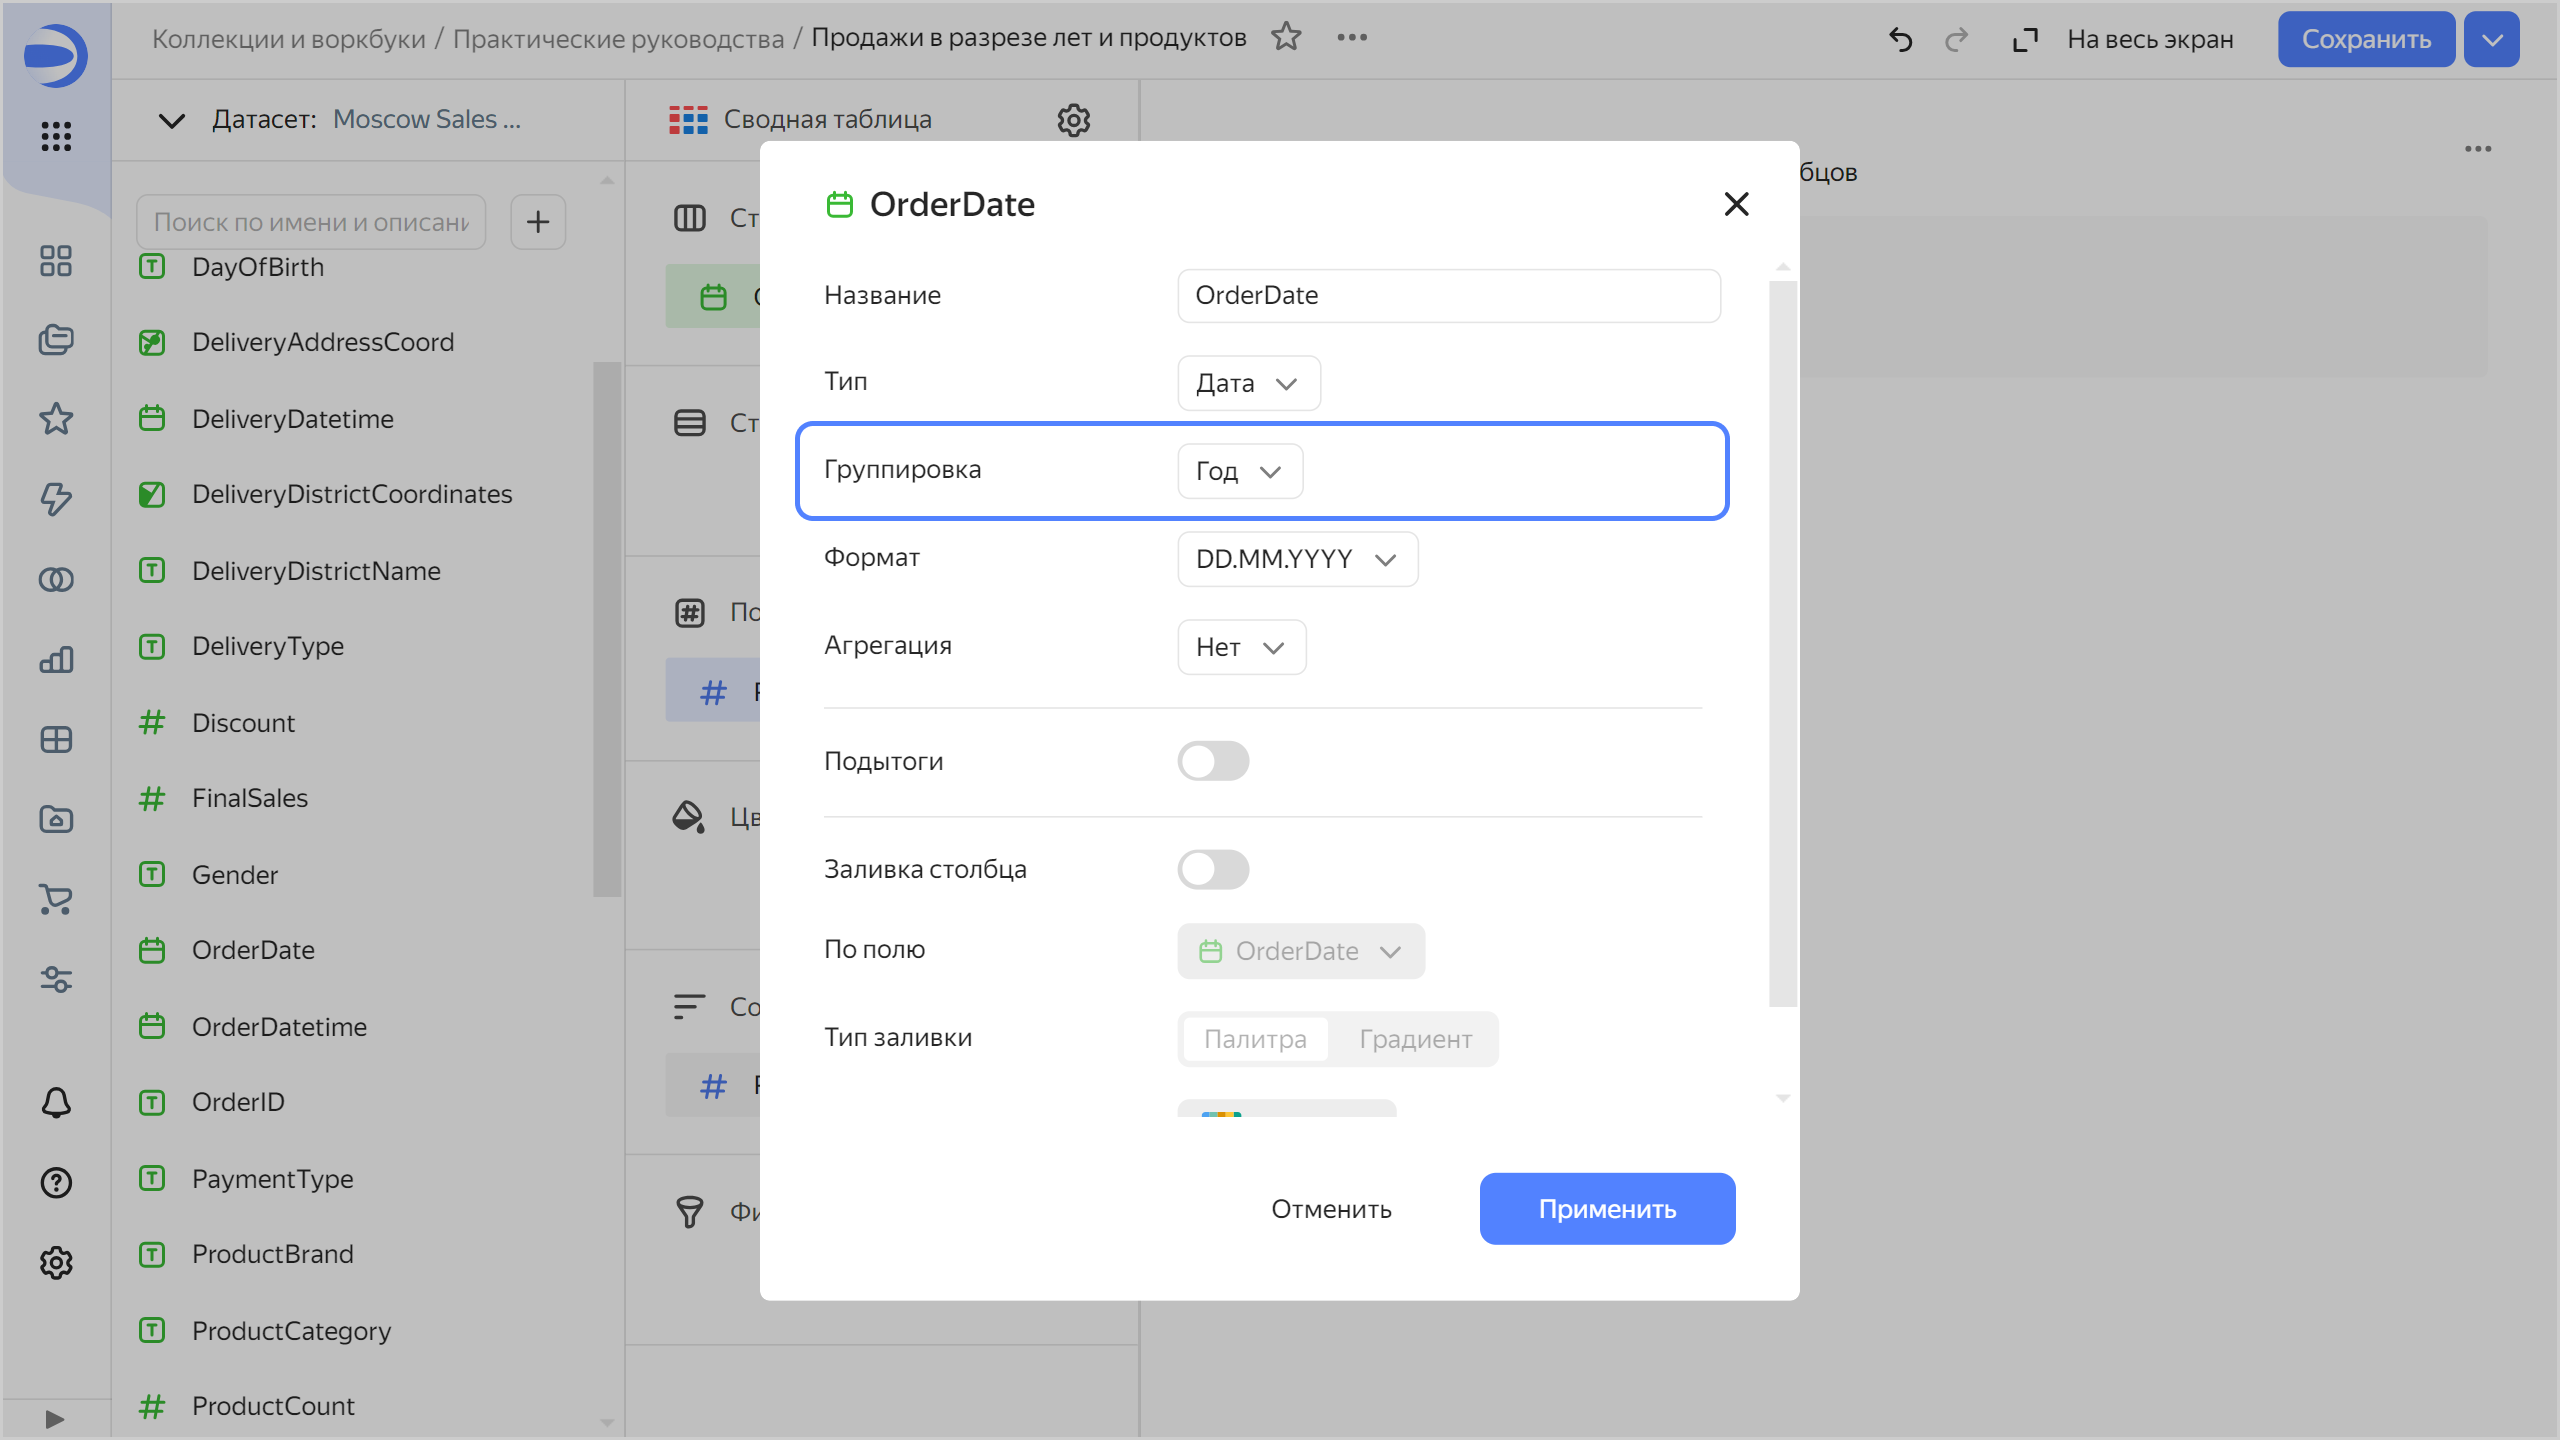 Коллекции и воркбуки / Практические руководства / Продажи в разрезе лет и продуктов
На весь экран
Сохранить
Датасет: Moscow Sales ...
Поиск по имени и описани
DayOfBirth
DeliveryAddressCoord
DeliveryDatetime
DeliveryDistrictCoordinates
DeliveryDistrictName
DeliveryType
Discount
FinalSales
Gender
OrderDate
OrderDatetime
OrderID
PaymentType
ProductBrand
ProductCategory
ProductCount
Сводная таблица
Ст
Ст
По
Цв
Со
Фи
бцов
OrderDate
Название
OrderDate
Тип
Дата
Группировка
Год
Формат
DD.MM.YYYY
Агрегация
Нет
Подытоги
Заливка столбца
По полю
OrderDate
Тип заливки
Палитра
Градиент
Отменить
Применить